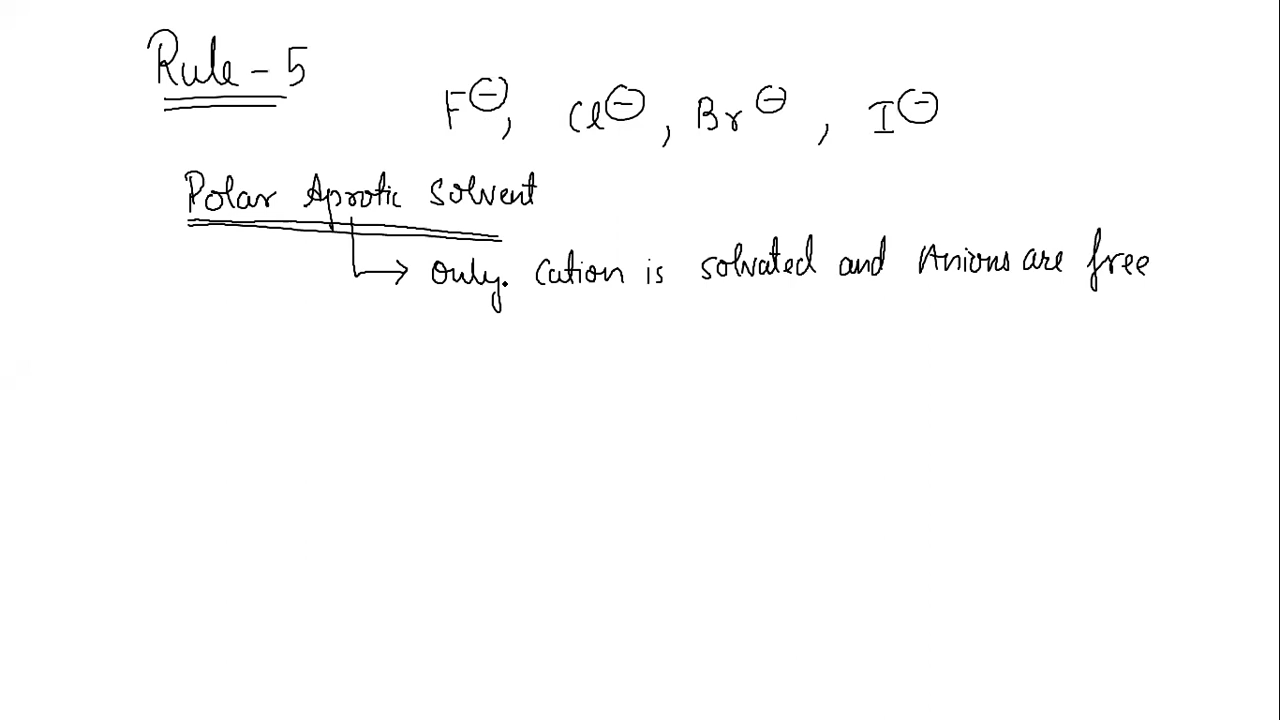 Rule - 5
F⊖, Cl⊖, Br⊖, I⊖
Polar Aprotic Solvent
→ Only. Cation is solvated and Anions are free